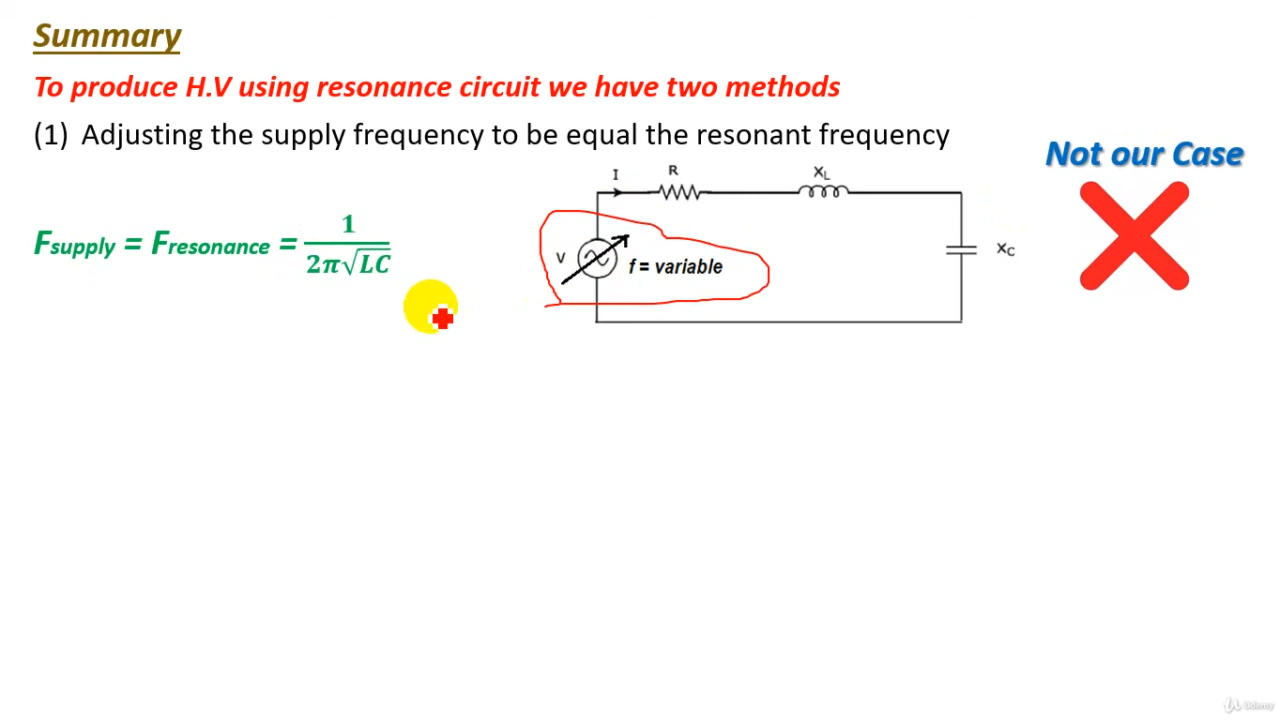 Summary
To produce H.V using resonance circuit we have two methods
(1) Adjusting the supply frequency to be equal the resonant frequency
Not our Case
I
R
XL
Fsupply = Fresonance = 1 / 2π√LC
V
f = variable
XC
Udemy